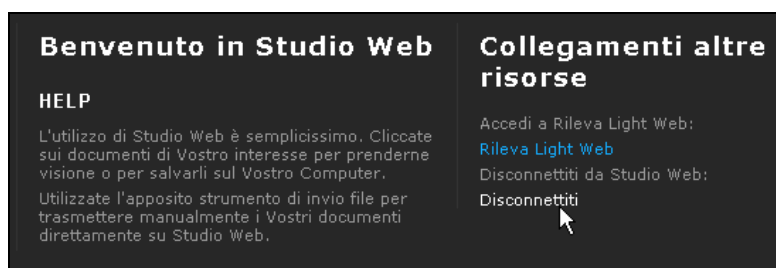 Benvenuto in Studio Web
HELP
L'utilizzo di Studio Web è semplicissimo. Cliccate
sui documenti di Vostro interesse per prenderne
visione o per salvarli sul Vostro Computer.
Utilizzate l'apposito strumento di invio file per
trasmettere manualmente i Vostri documenti
direttamente su Studio Web.
Collegamenti altre
risorse
Accedi a Rileva Light Web:
Rileva Light Web
Disconnettiti da Studio Web:
Disconnettiti